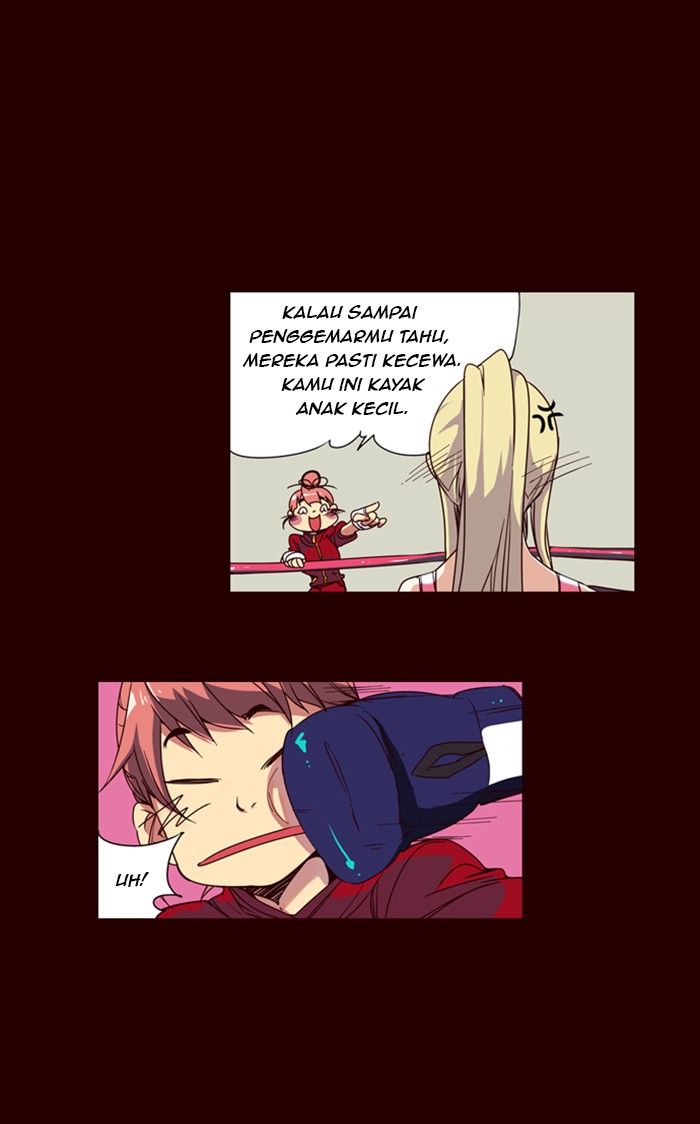 KALAU SAMPAI
PENGGEMARMU TAHU,
MEREKA PASTI KECEWA.
KAMU INI KAYAK
ANAK KECIL.
UH!